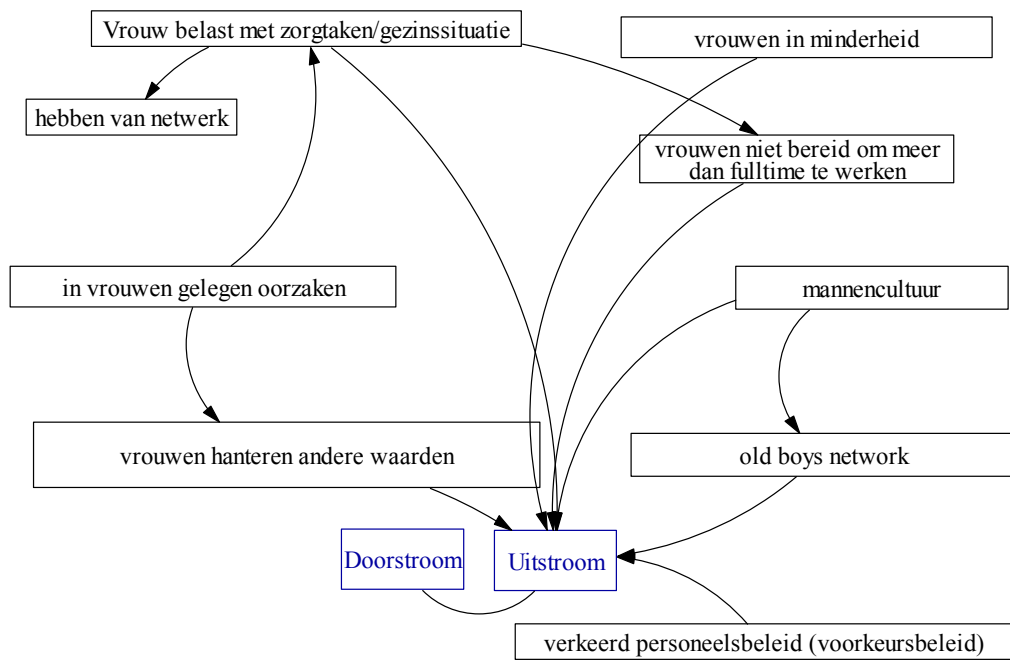 Vrouw belast met zorgtaken/gezinssituatie
vrouwen in minderheid
hebben van netwerk
vrouwen niet bereid om meer
dan fulltime te werken
in vrouwen gelegen oorzaken
mannencultuur
vrouwen hanteren andere waarden
old boys network
Doorstroom
Uitstroom
verkeerd personeelsbeleid (voorkeursbeleid)